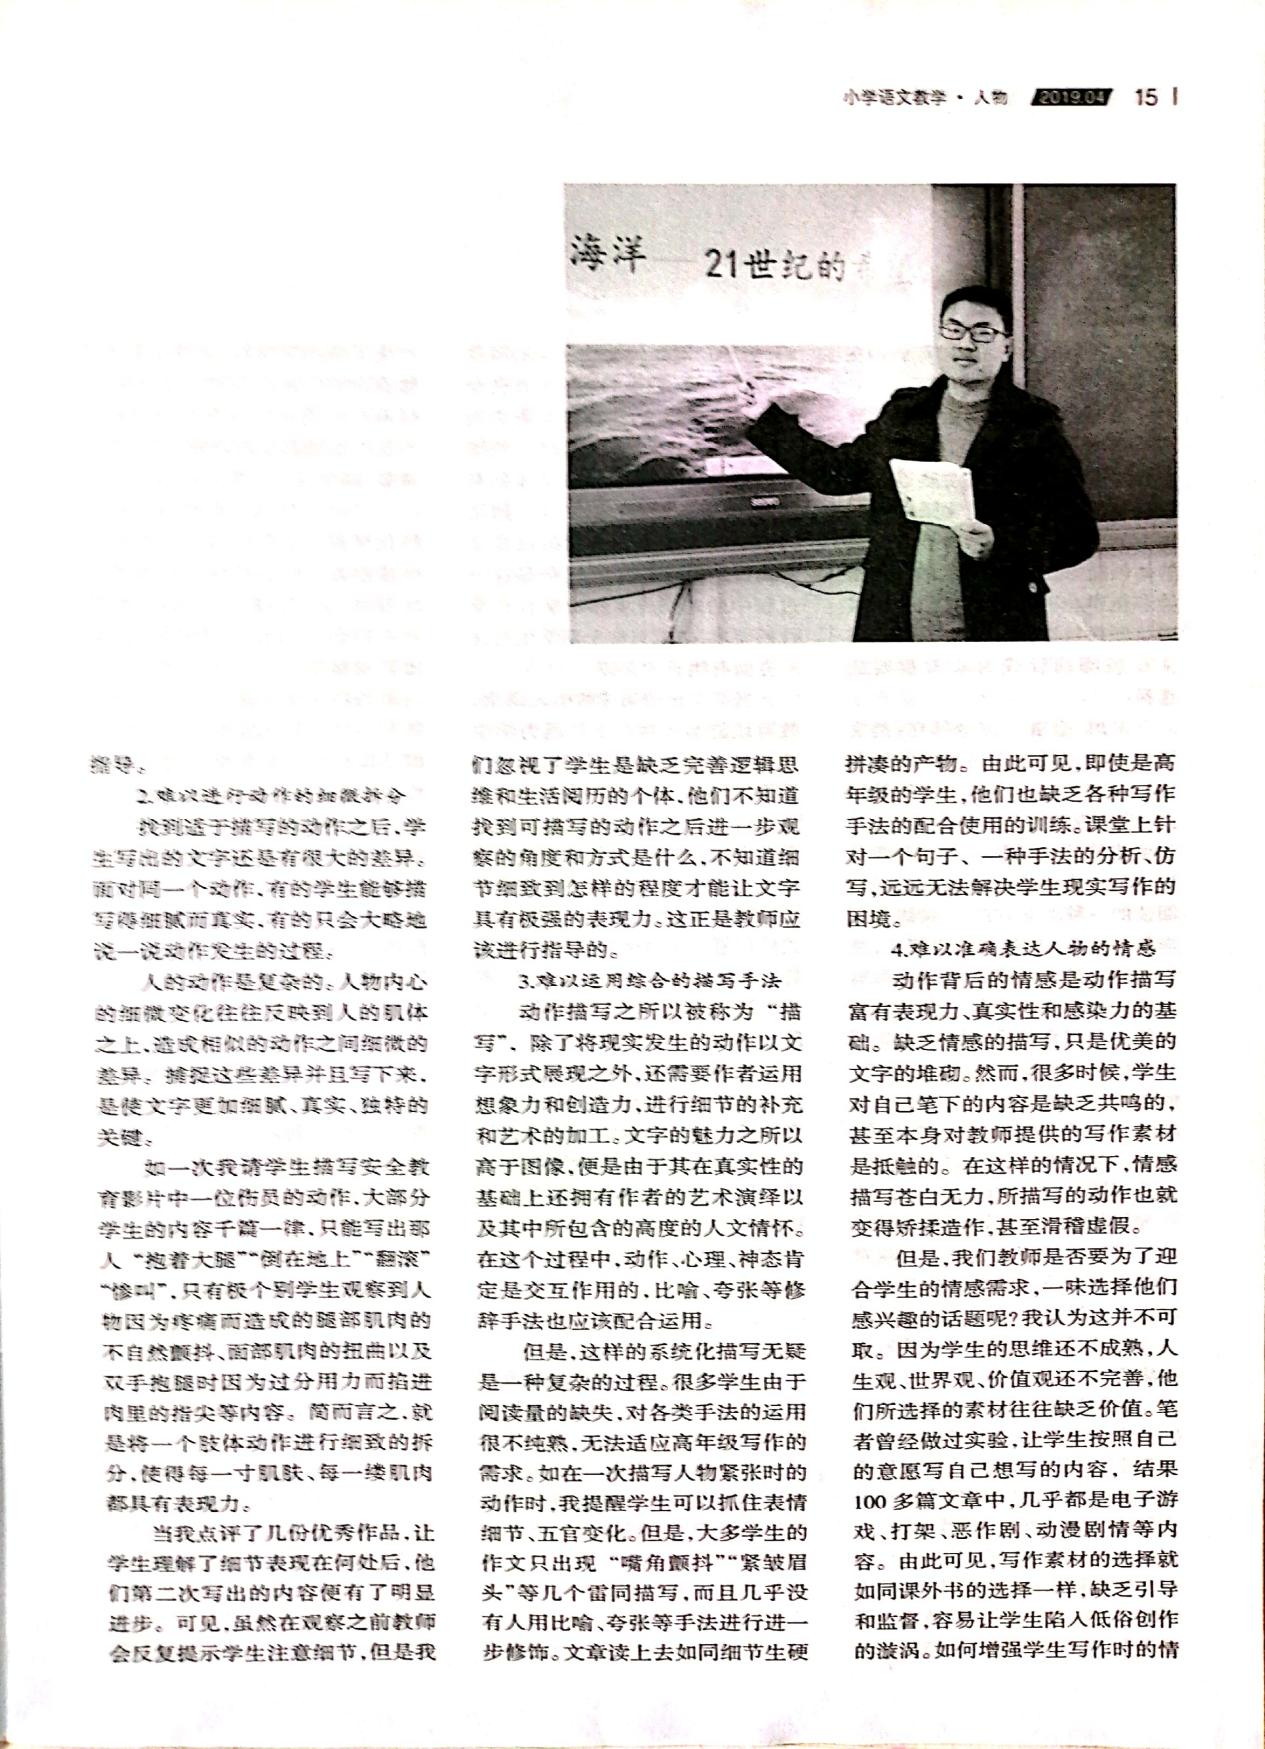 小学语文教学·人物 2019.04 15
海洋
21世纪的
指导。
2.难以进行动作的细微拆分
找到适于描写的动作之后,学
生写出的文字还是有很大的差异。
面对同一个动作,有的学生能够描
写得细腻而真实,有的只会大略地
说一说动作发生的过程。
人的动作是复杂的。人物内心
的细微变化往往反映到人的肌体
之上,造成相似的动作之间细微的
差异。捕捉这些差异并且写下来,
是使文字更加细腻、真实、独特的
关键。
如一次我请学生描写安全教
育影片中一位伤员的动作,大部分
学生的内容千篇一律,只能写出那
人“抱着大腿”“倒在地上”“翻滚”
“惨叫”,只有极个别学生观察到人
物因为疼痛而造成的腿部肌肉的
不自然颤抖、面部肌肉的扭曲以及
双手抱腿时因为过分用力而掐进
肉里的指尖等内容。简而言之,就
是将一个肢体动作进行细致的拆
分,使得每一寸肌肤、每一缕肌肉
都具有表现力。
当我点评了几份优秀作品,让
学生理解了细节表现在何处后,他
们第二次写出的内容便有了明显
进步。可见,虽然在观察之前教师
会反复提示学生注意细节,但是我
们忽视了学生是缺乏完善逻辑思
维和生活阅历的个体,他们不知道
找到可描写的动作之后进一步观
察的角度和方式是什么,不知道细
节细致到怎样的程度才能让文字
具有极强的表现力。这正是教师应
该进行指导的。
3.难以运用综合的描写手法
动作描写之所以被称为“描
写”,除了将现实发生的动作以文
字形式展现之外,还需要作者运用
想象力和创造力,进行细节的补充
和艺术的加工。文字的魅力之所以
高于图像,便是由于其在真实性的
基础上还拥有作者的艺术演绎以
及其中所包含的高度的人文情怀。
在这个过程中,动作、心理、神态肯
定是交互作用的,比喻、夸张等修
辞手法也应该配合运用。
但是,这样的系统化描写无疑
是一种复杂的过程。很多学生由于
阅读量的缺失,对各类手法的运用
很不纯熟,无法适应高年级写作的
需求。如在一次描写人物紧张时的
动作时,我提醒学生可以抓住表情
细节、五官变化。但是,大多学生的
作文只出现“嘴角颤抖”“紧皱眉
头”等几个雷同描写,而且几乎没
有人用比喻、夸张等手法进行进一
步修饰。文章读上去如同细节生硬
拼凑的产物。由此可见,即使是高
年级的学生,他们也缺乏各种写作
手法的配合使用的训练。课堂上针
对一个句子、一种手法的分析、仿
写,远远无法解决学生现实写作的
困境。
4.难以准确表达人物的情感
动作背后的情感是动作描写
富有表现力、真实性和感染力的基
础。缺乏情感的描写,只是优美的
文字的堆砌。然而,很多时候,学生
对自己笔下的内容是缺乏共鸣的,
甚至本身对教师提供的写作素材
是抵触的。在这样的情况下,情感
描写苍白无力,所描写的动作也就
变得矫揉造作,甚至滑稽虚假。
但是,我们教师是否要为了迎
合学生的情感需求,一味选择他们
感兴趣的话题呢?我认为这并不可
取。因为学生的思维还不成熟,人
生观、世界观、价值观还不完善,他
们所选择的素材往往缺乏价值。笔
者曾经做过实验,让学生按照自己
的意愿写自己想写的内容,结果
100多篇文章中,几乎都是电子游
戏、打架、恶作剧、动漫剧情等内
容。由此可见,写作素材的选择就
如同课外书的选择一样,缺乏引导
和监督,容易让学生陷入低俗创作
的漩涡。如何增强学生写作时的情